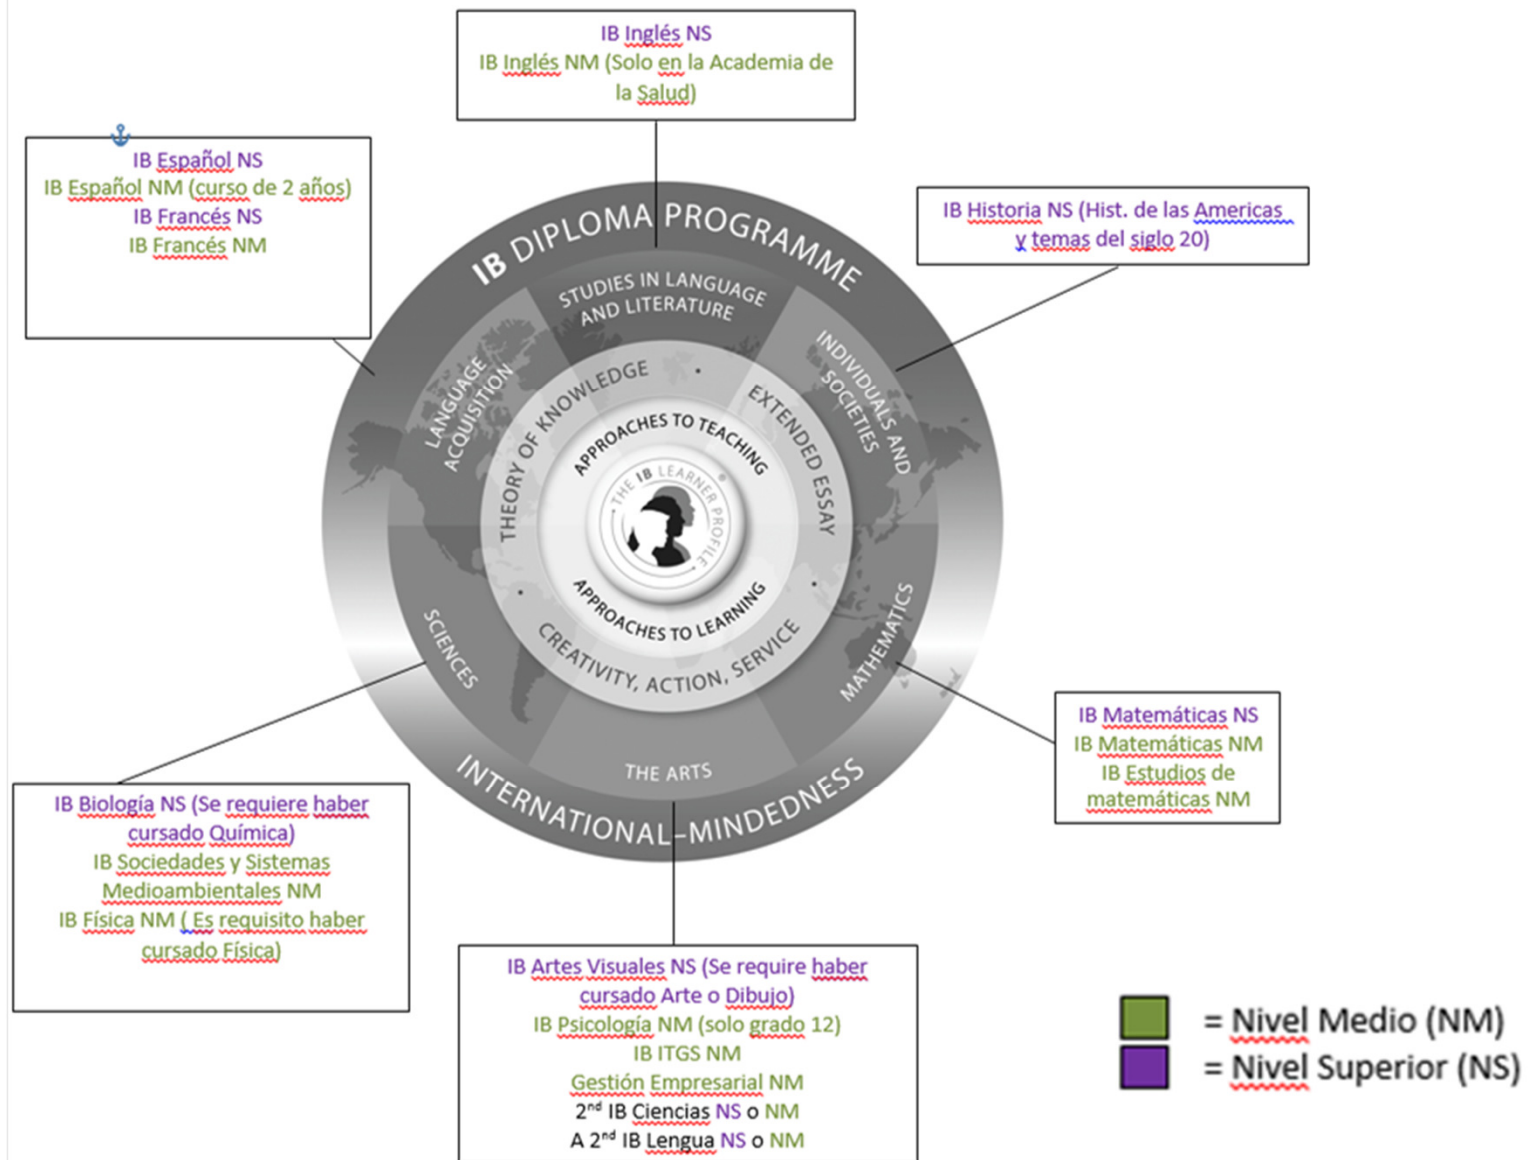 IB Inglés NS
IB Inglés NM (Solo en la Academia de
la Salud)
IB Español NS
IB Español NM (curso de 2 años)
IB Francés NS
IB Francés NM
IB Historia NS (Hist. de las Americas
y temas del siglo 20)
IB DIPLOMA PROGRAMME
STUDIES IN LANGUAGE
AND LITERATURE
LANGUAGE
ACQUISITION
INDIVIDUALS AND
SOCIETIES
THEORY OF KNOWLEDGE
EXTENDED ESSAY
APPROACHES TO TEACHING
THE IB LEARNER PROFILE
®
APPROACHES TO LEARNING
CREATIVITY, ACTION, SERVICE
SCIENCES
MATHEMATICS
THE ARTS
INTERNATIONAL-MINDEDNESS
IB Matemáticas NS
IB Matemáticas NM
IB Estudios de
matemáticas NM
IB Biología NS (Se requiere haber
cursado Química)
IB Sociedades y Sistemas
Medioambientales NM
IB Física NM ( Es requisito haber
cursado Física)
IB Artes Visuales NS (Se require haber
cursado Arte o Dibujo)
IB Psicología NM (solo grado 12)
IB ITGS NM
Gestión Empresarial NM
2nd IB Ciencias NS o NM
A 2nd IB Lengua NS o NM
= Nivel Medio (NM)
= Nivel Superior (NS)